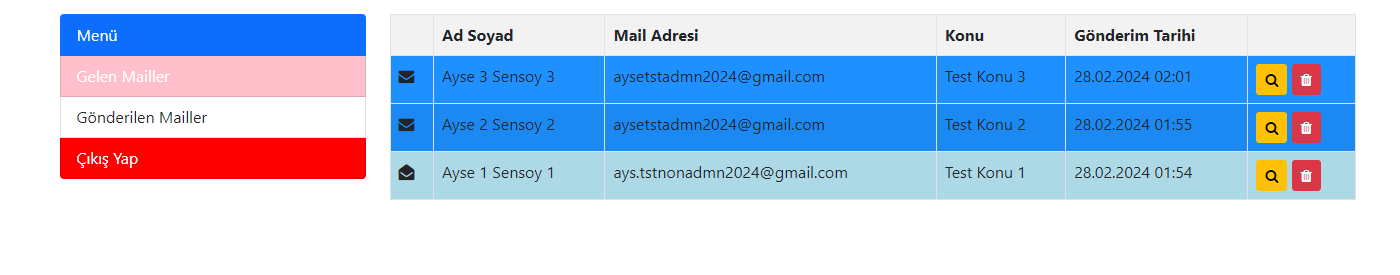 Menü
Gelen Mailler
Gönderilen Mailler
Çıkış Yap
Ad Soyad Mail Adresi Konu Gönderim Tarihi
Ayse 3 Sensoy 3 aysetstadmn2024@gmail.com Test Konu 3 28.02.2024 02:01
Ayse 2 Sensoy 2 aysetstadmn2024@gmail.com Test Konu 2 28.02.2024 01:55
Ayse 1 Sensoy 1 ays.tstnonadmn2024@gmail.com Test Konu 1 28.02.2024 01:54